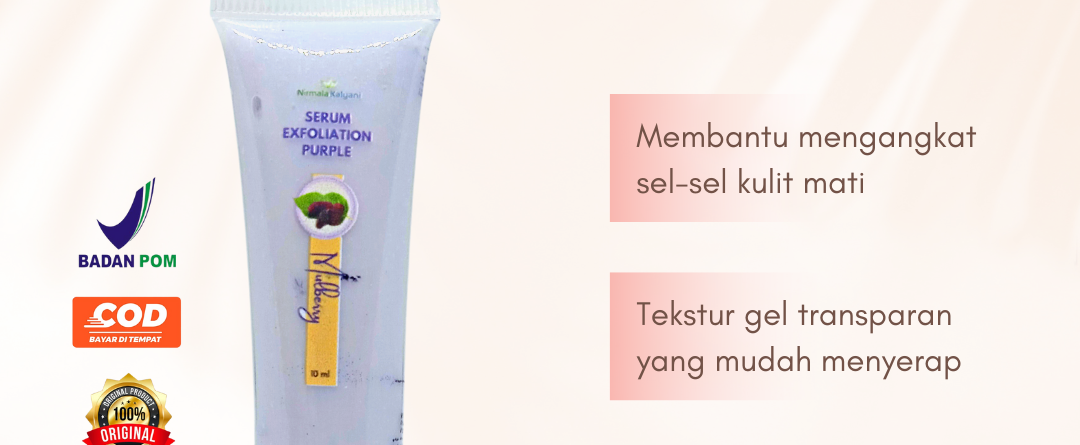 Nirmala Kalyani
SERUM
EXFOLIATION
PURPLE
Mulberry
10 ml
BADAN POM
COD
BAYAR DI TEMPAT
ORIGINAL PRODUCT
100%
ORIGINAL
Membantu mengangkat
sel-sel kulit mati
Tekstur gel transparan
yang mudah menyerap